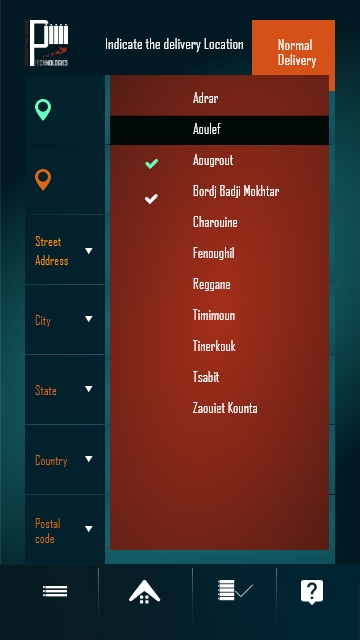 Indicate the delivery Location
Normal
Delivery
TECHNOLOGIES
Adrar
Aoulef
Aougrout
Bordj Badji Mokhtar
Charouine
Fenoughil
Reggane
Timimoun
Tinerkouk
Tsabit
Zaouiet Kounta
Street
Address
City
State
Country
Postal
code